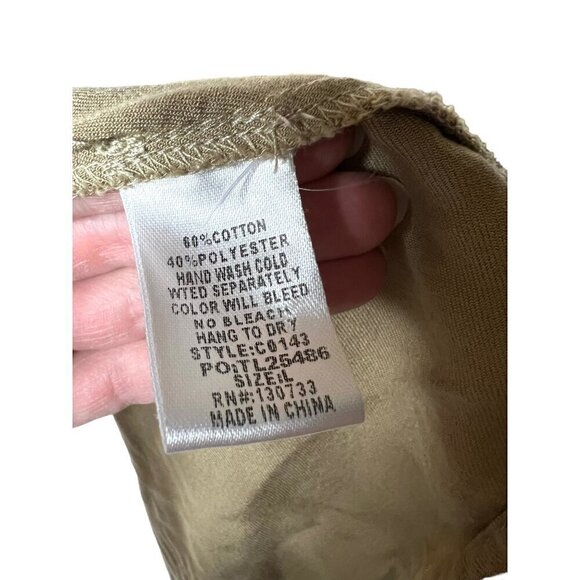 60%COTTON
40%POLYESTER
HAND WASH COLD
WTED SEPARATELY
COLOR WILL BLEED
NO BLEACH
HANG TO DRY
STYLE:C0143
PO:TL25486
SIZE:L
RN#:130733
MADE IN CHINA